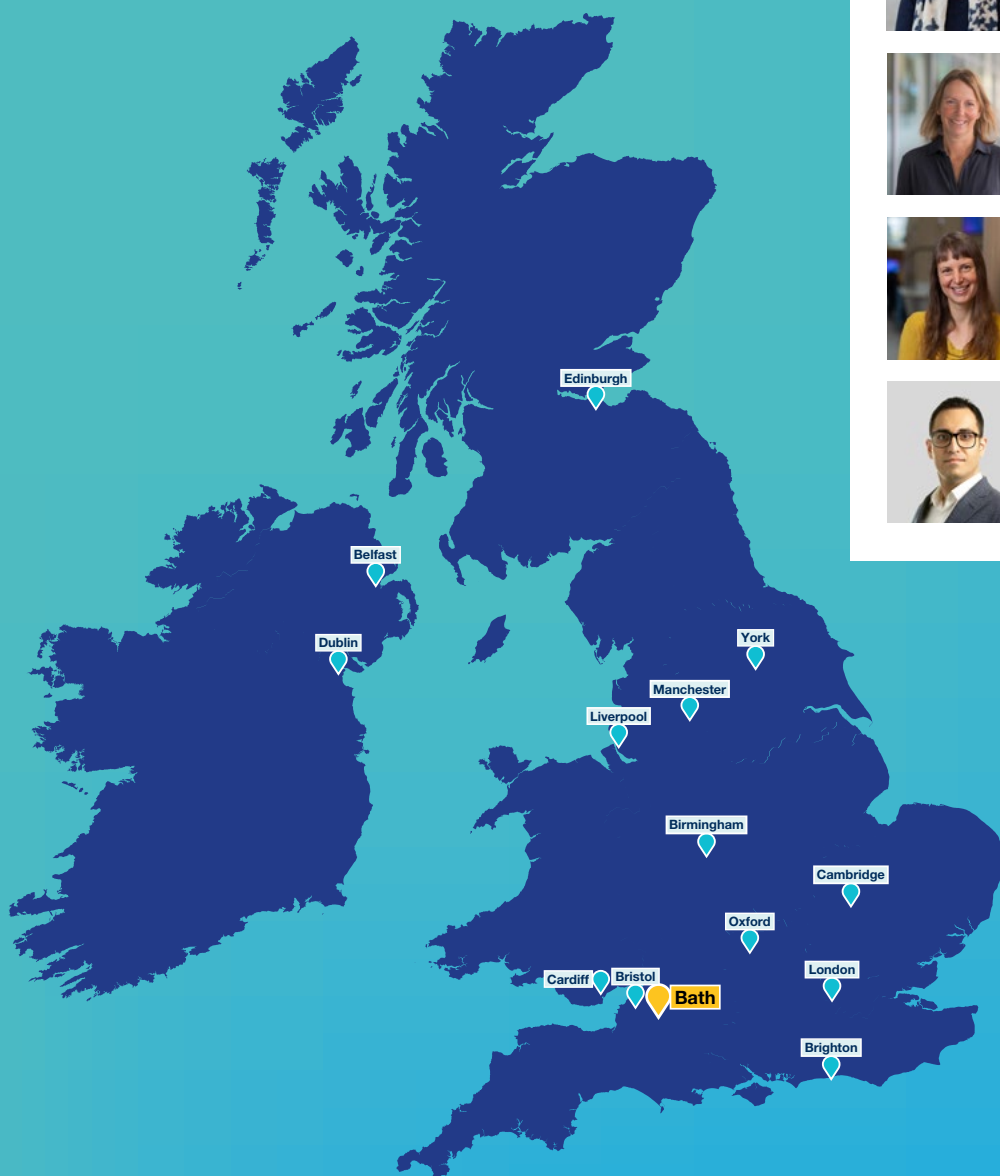 Edinburgh
Belfast
Dublin
York
Manchester
Liverpool
Birmingham
Cambridge
Oxford
London
Cardiff
Bristol
Bath
Brighton